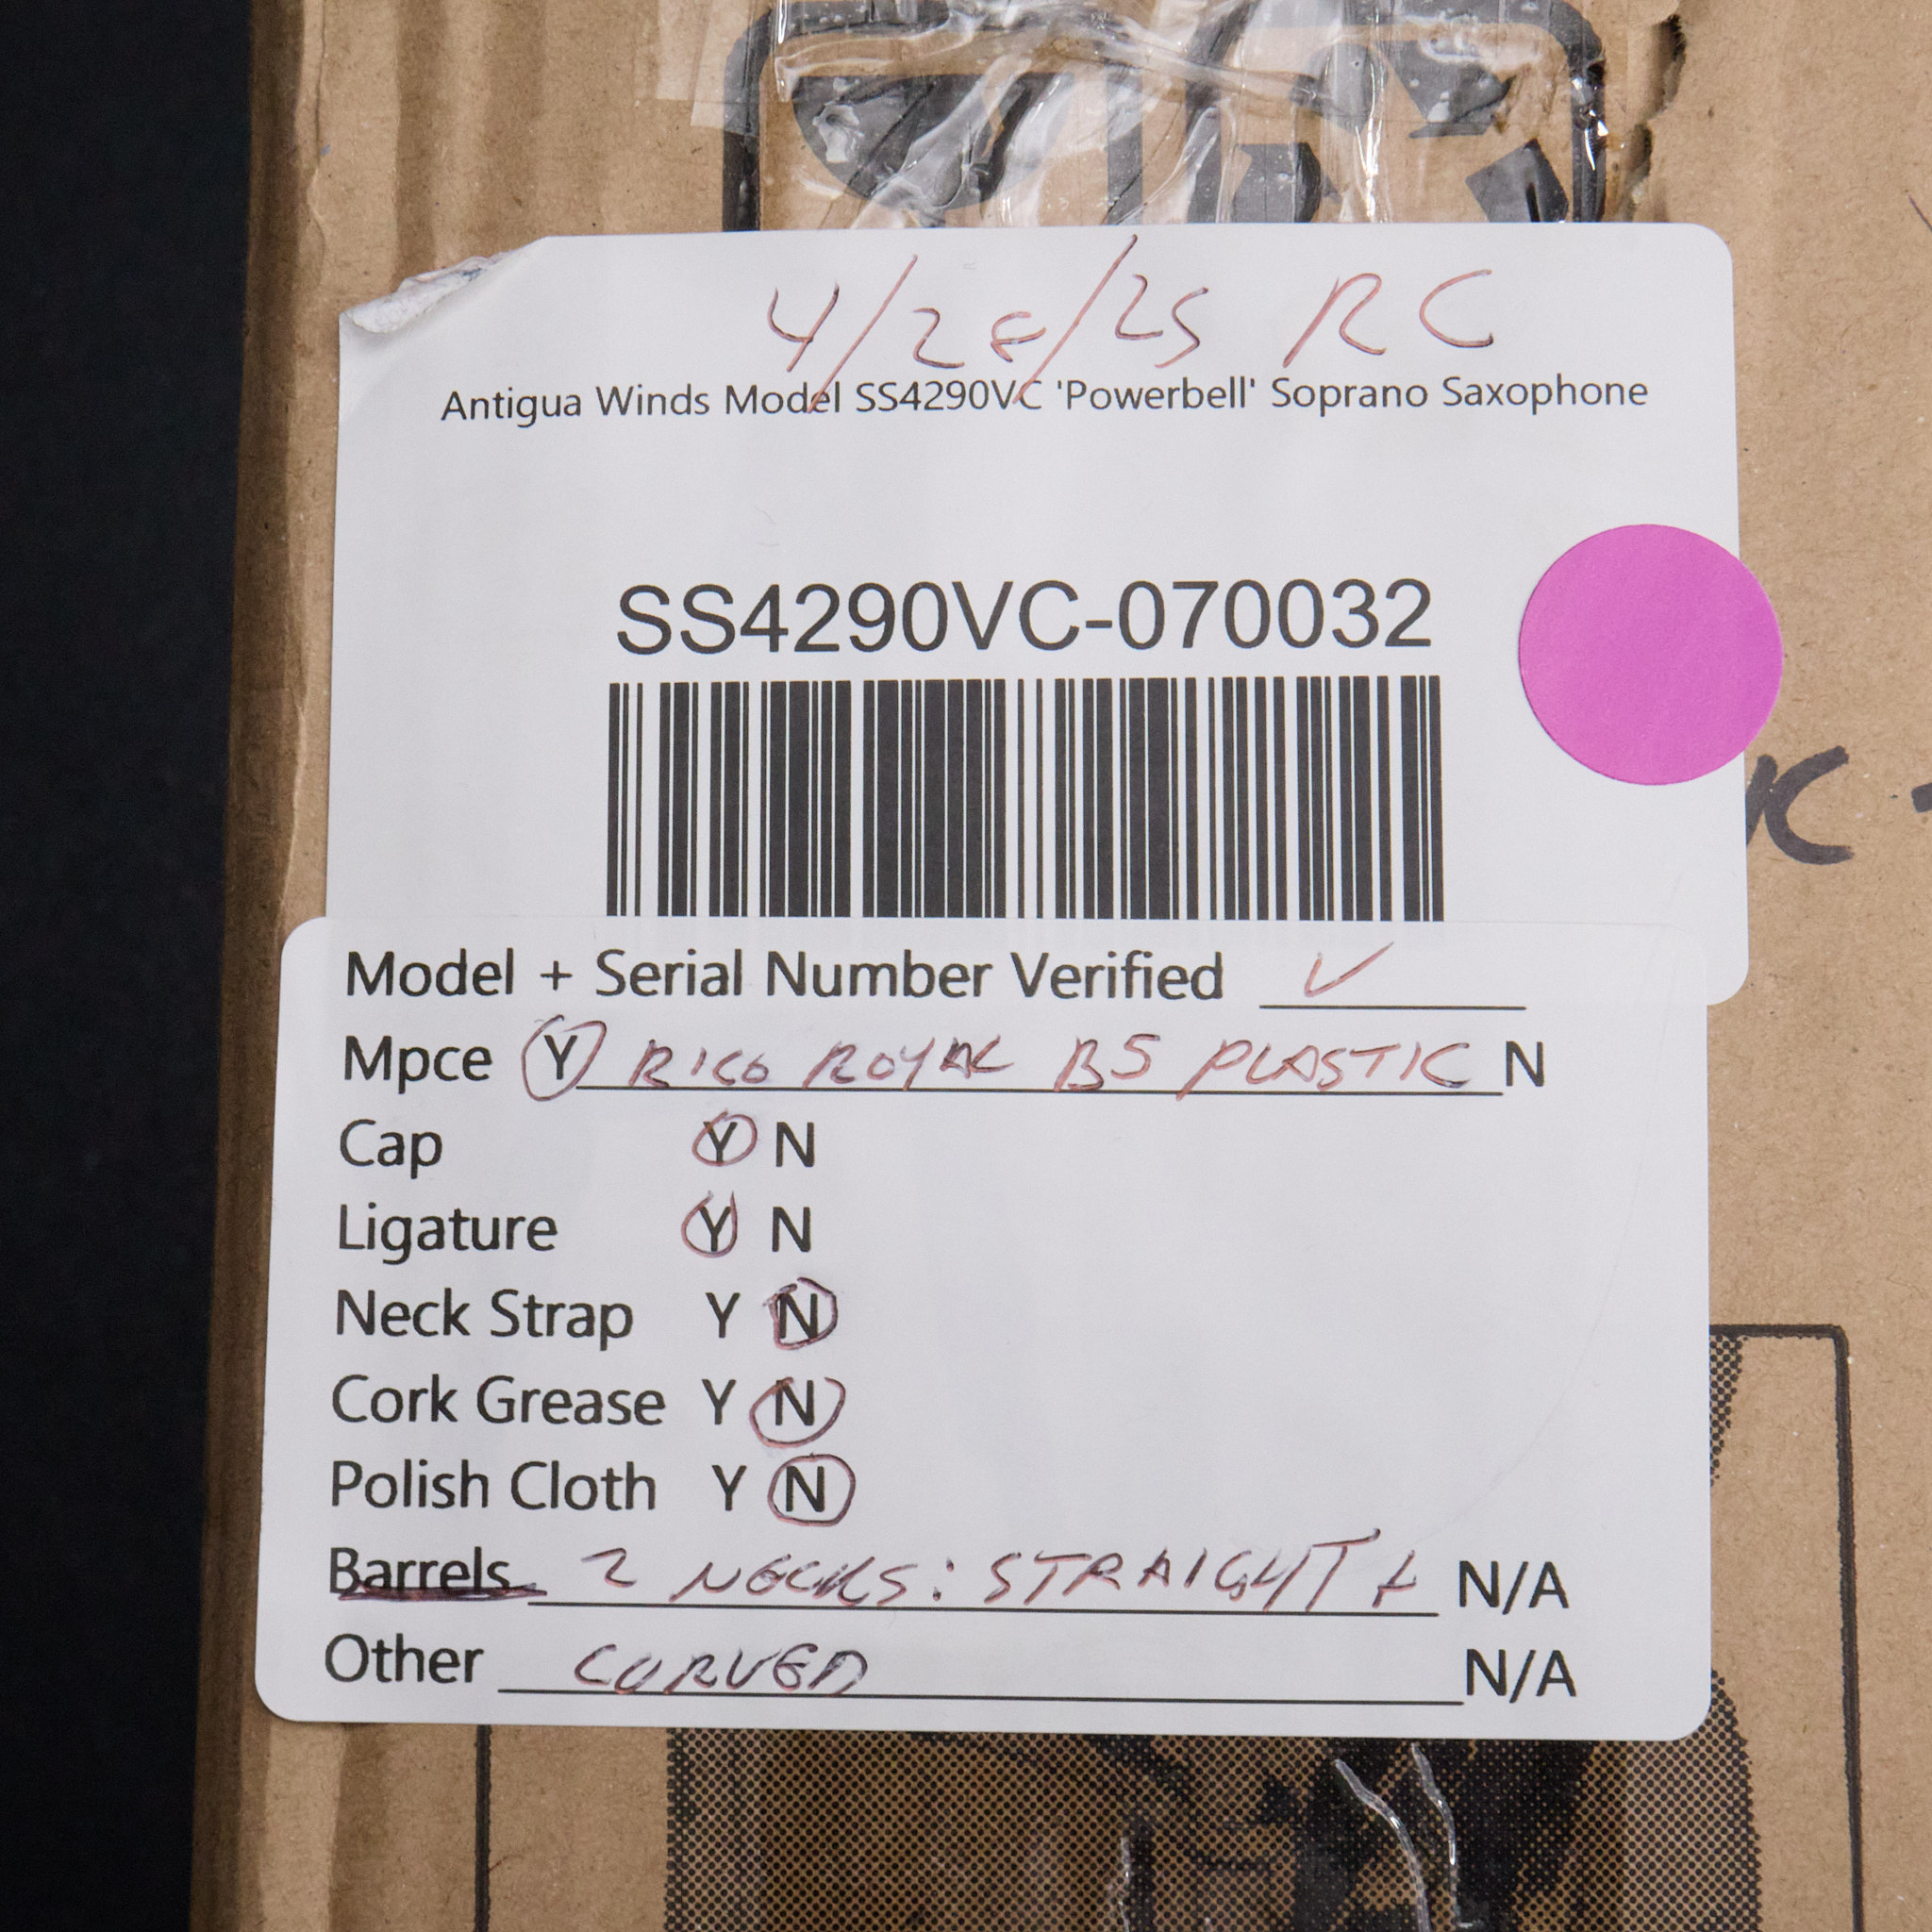 4/28/25 RC
Antigua Winds Model SS4290VC 'Powerbell' Soprano Saxophone
SS4290VC-070032
K -
Model + Serial Number Verified ✓
Mpce Y RICO ROYAL B5 PLASTIC N
Cap Y N
Ligature Y N
Neck Strap Y N
Cork Grease Y N
Polish Cloth Y N
Barrels 2 NECKS: STRAIGHT + N/A
Other CURVED N/A